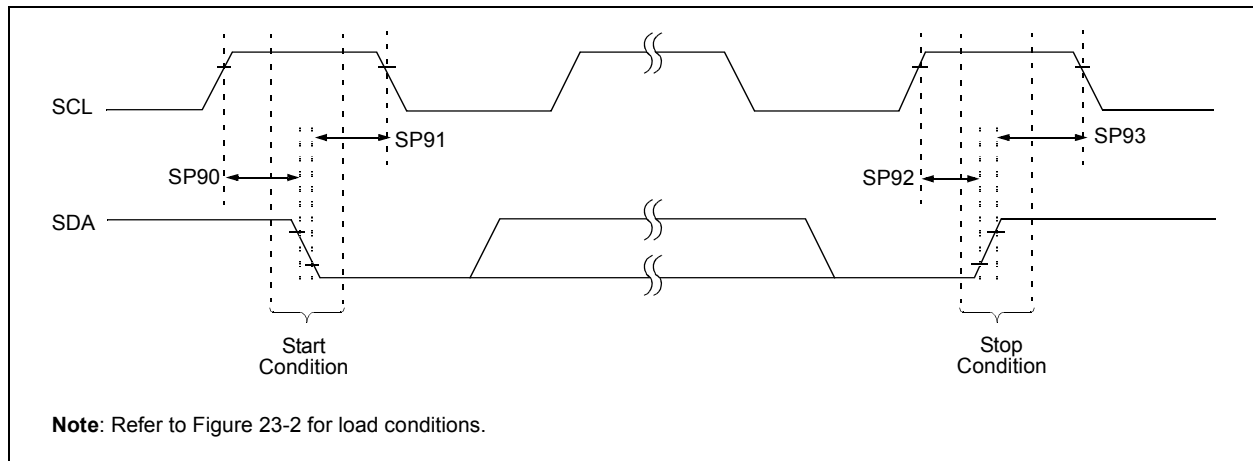 SCL
SP91
SP93
SP90
SP92
SDA
Start
Condition
Stop
Condition
Note: Refer to Figure 23-2 for load conditions.